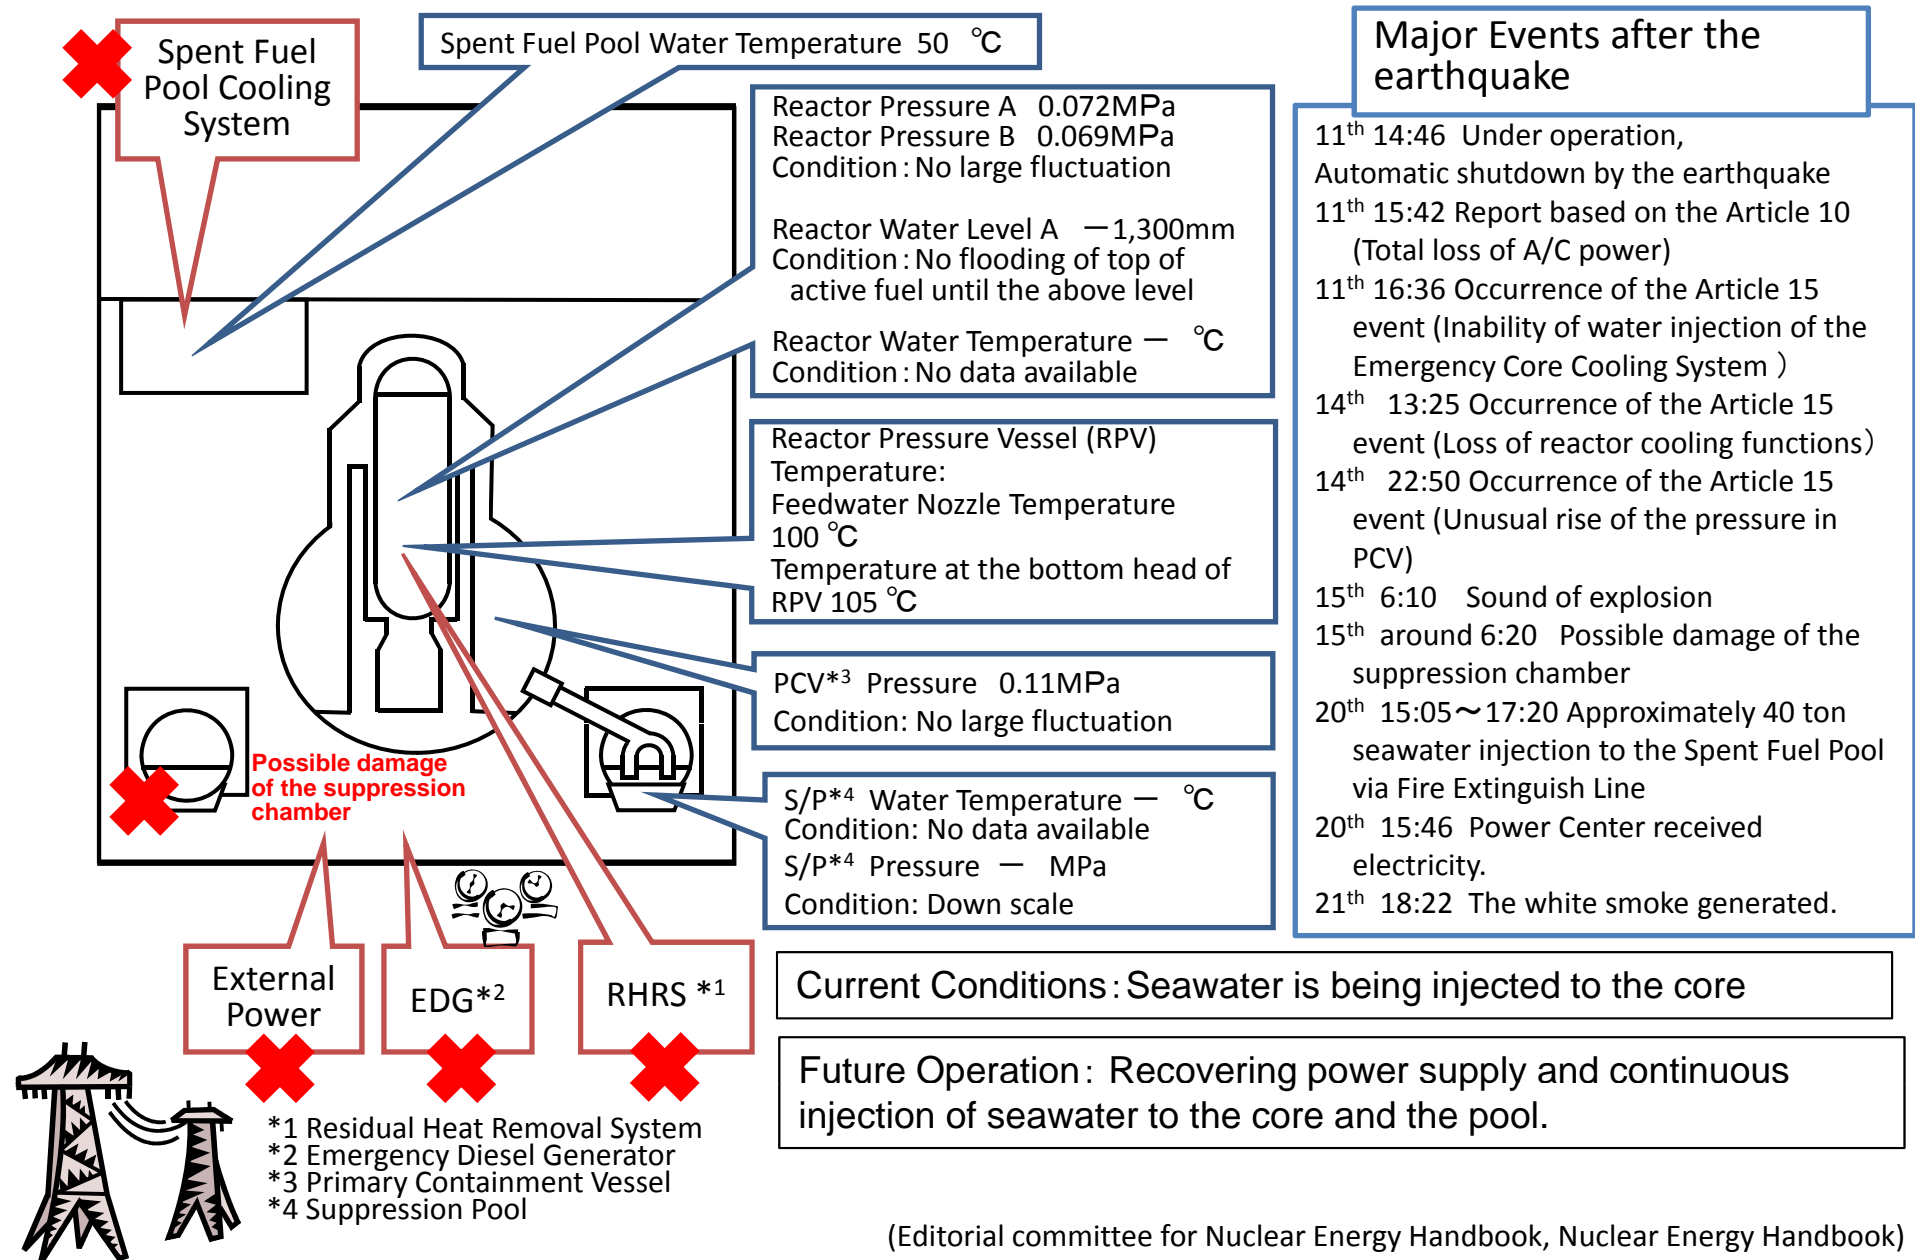 Spent Fuel
Pool Cooling
System
Spent Fuel Pool Water Temperature 50 ℃
Reactor Pressure A 0.072MPa
Reactor Pressure B 0.069MPa
Condition：No large fluctuation
Reactor Water Level A －1,300mm
Condition：No flooding of top of
active fuel until the above level
Reactor Water Temperature － ℃
Condition：No data available
Reactor Pressure Vessel (RPV)
Temperature:
Feedwater Nozzle Temperature
100 ℃
Temperature at the bottom head of
RPV 105 ℃
PCV*3 Pressure 0.11MPa
Condition: No large fluctuation
S/P*4 Water Temperature － ℃
Condition: No data available
S/P*4 Pressure － MPa
Condition: Down scale
Possible damage
of the suppression
chamber
External
Power
EDG*2
RHRS *1
*1 Residual Heat Removal System
*2 Emergency Diesel Generator
*3 Primary Containment Vessel
*4 Suppression Pool
Major Events after the
earthquake
11th 14:46 Under operation,
Automatic shutdown by the earthquake
11th 15:42 Report based on the Article 10
(Total loss of A/C power)
11th 16:36 Occurrence of the Article 15
event (Inability of water injection of the
Emergency Core Cooling System ）
14th 13:25 Occurrence of the Article 15
event (Loss of reactor cooling functions）
14th 22:50 Occurrence of the Article 15
event (Unusual rise of the pressure in
PCV)
15th 6:10 Sound of explosion
15th around 6:20 Possible damage of the
suppression chamber
20th 15:05～17:20 Approximately 40 ton
seawater injection to the Spent Fuel Pool
via Fire Extinguish Line
20th 15:46 Power Center received
electricity.
21th 18:22 The white smoke generated.
Current Conditions：Seawater is being injected to the core
Future Operation： Recovering power supply and continuous
injection of seawater to the core and the pool.
(Editorial committee for Nuclear Energy Handbook, Nuclear Energy Handbook)